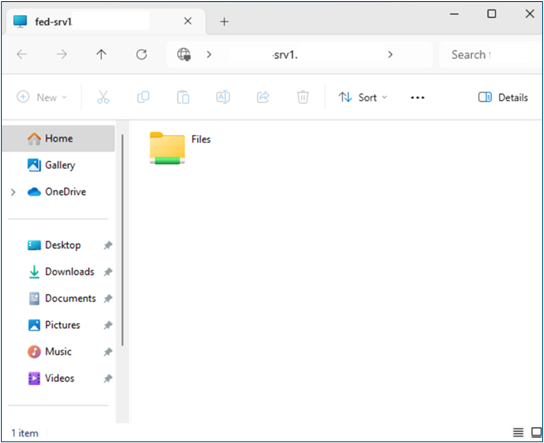 fed-srv1
-srv1.
Search
New
Sort
Details
Home
Files
Gallery
OneDrive
Desktop
Downloads
Documents
Pictures
Music
Videos
1 item